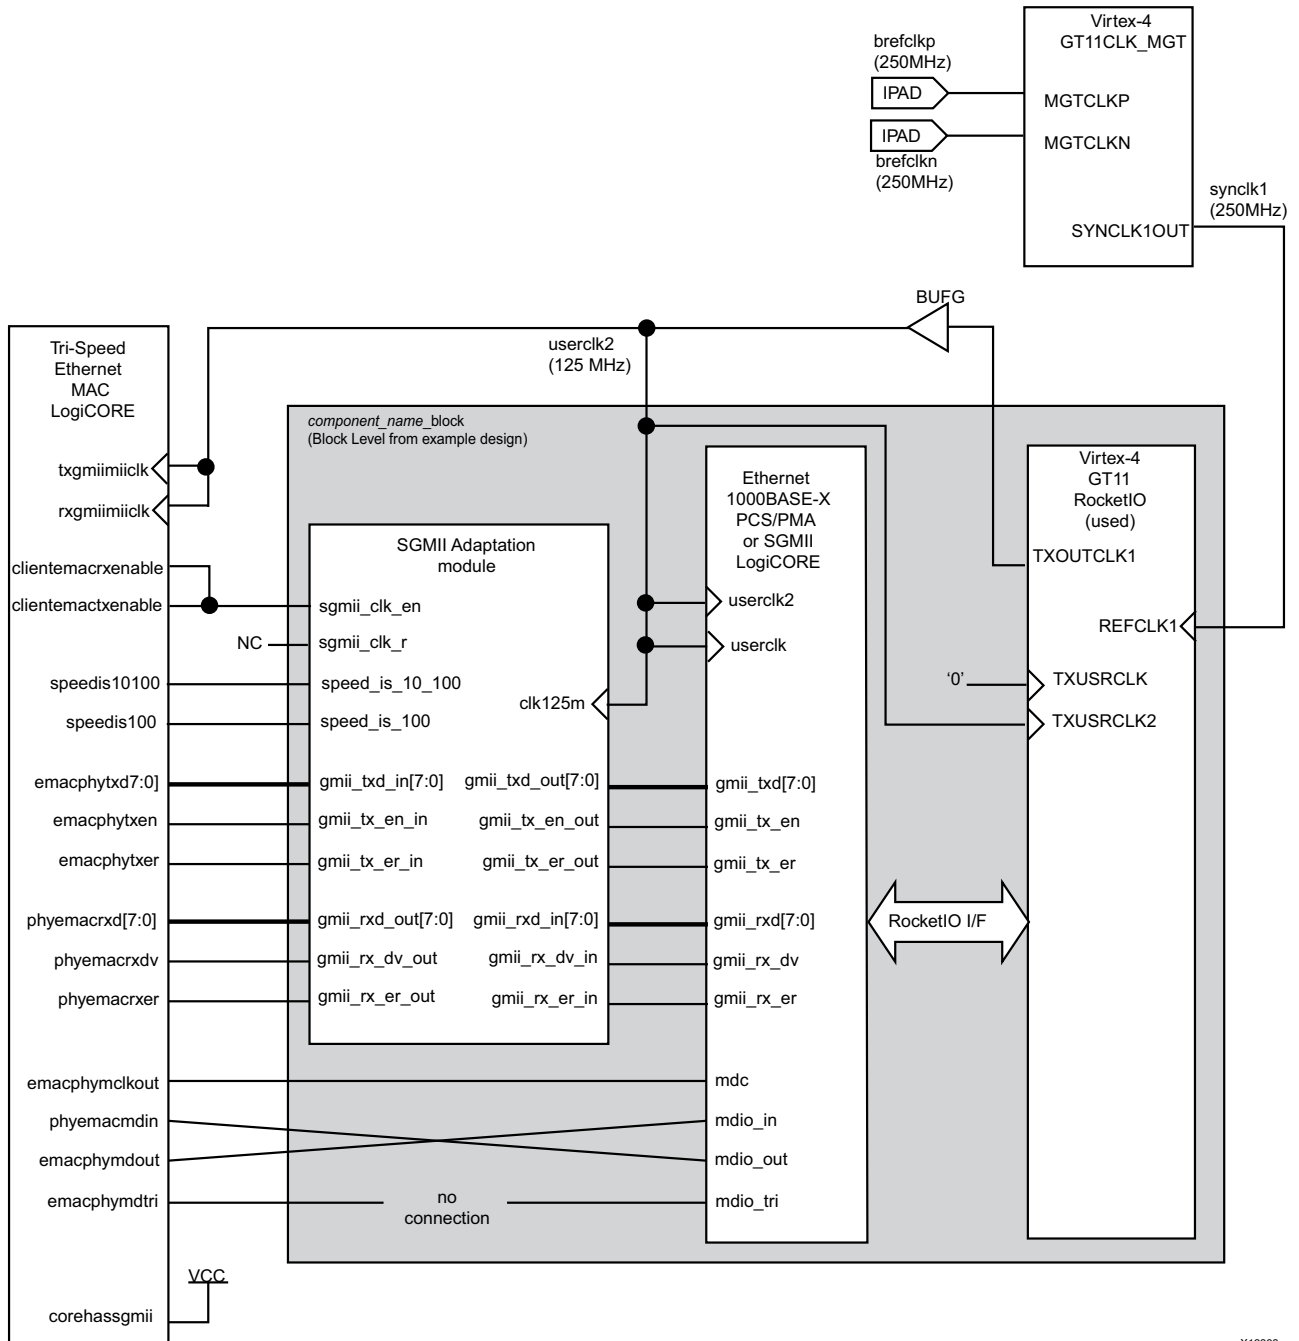 Virtex-4
GT11CLK_MGT
brefclkp
(250MHz)
IPAD
MGTCLKP
IPAD
MGTCLKN
brefclkn
(250MHz)
synclk1
(250MHz)
SYNCLK1OUT
BUFG
userclk2
(125 MHz)
Tri-Speed
Ethernet
MAC
LogiCORE
component_name_block
(Block Level from example design)
txgmiimiiclk
rxgmiimiiclk
clientemacrxenable
clientemactxenable
NC
speedis10100
speedis100
emacphytxd7:0]
emacphytxen
emacphytxer
phyemacrxd[7:0]
phyemacrxdv
phyemacrxer
emacphymclkout
phyemacmdin
emacphymdout
emacphymdtri
no
connection
VCC
corehassgmii
SGMII Adaptation
module
sgmii_clk_en
sgmii_clk_r
speed_is_10_100
speed_is_100
clk125m
gmii_txd_in[7:0]
gmii_txd_out[7:0]
gmii_tx_en_in
gmii_tx_en_out
gmii_tx_er_in
gmii_tx_er_out
gmii_rxd_out[7:0]
gmii_rxd_in[7:0]
gmii_rx_dv_out
gmii_rx_dv_in
gmii_rx_er_out
gmii_rx_er_in
Ethernet
1000BASE-X
PCS/PMA
or SGMII
LogiCORE
userclk2
userclk
gmii_txd[7:0]
gmii_tx_en
gmii_tx_er
gmii_rxd[7:0]
gmii_rx_dv
gmii_rx_er
mdc
mdio_in
mdio_out
mdio_tri
RocketIO I/F
Virtex-4
GT11
RocketIO
(used)
TXOUTCLK1
REFCLK1
'0'
TXUSRCLK
TXUSRCLK2